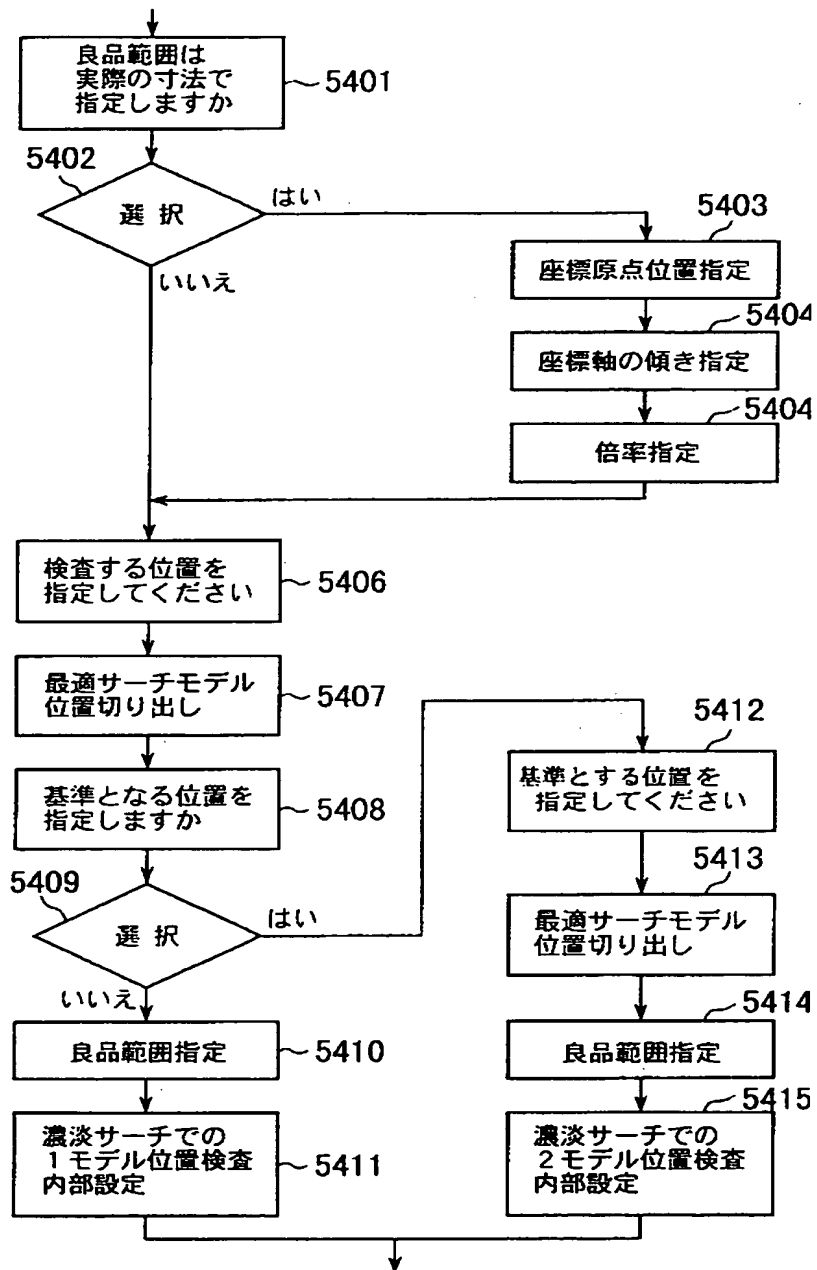 良品範囲は
実際の寸法で
指定しますか
5401
5402
選択
はい
いいえ
5403
座標原点位置指定
5404
座標軸の傾き指定
5404
倍率指定
検査する位置を
指定してください
5406
最適サーチモデル
位置切り出し
5407
基準となる位置を
指定しますか
5408
5409
選択
はい
いいえ
良品範囲指定
5410
濃淡サーチでの
1モデル位置検査
内部設定
5411
5412
基準とする位置を
指定してください
5413
最適サーチモデル
位置切り出し
5414
良品範囲指定
5415
濃淡サーチでの
2モデル位置検査
内部設定